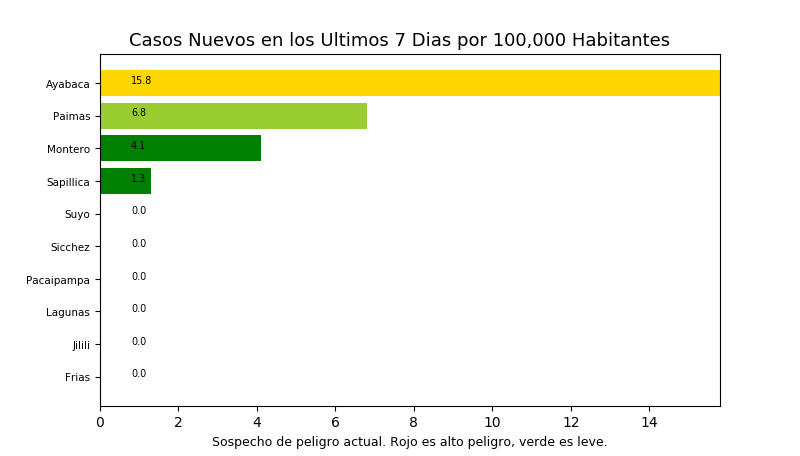 Casos Nuevos en los Ultimos 7 Dias por 100,000 Habitantes
Ayabaca 15.8
Paimas 6.8
Montero 4.1
Sapillica 1.3
Suyo 0.0
Sicchez 0.0
Pacaipampa 0.0
Lagunas 0.0
Jilili 0.0
Frias 0.0
0 2 4 6 8 10 12 14
Sospecho de peligro actual. Rojo es alto peligro, verde es leve.